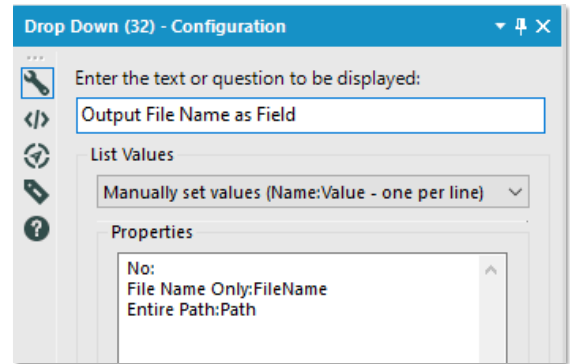 Drop Down (32) - Configuration
Enter the text or question to be displayed:
Output File Name as Field
List Values
Manually set values (Name:Value - one per line)
Properties
No:
File Name Only:FileName
Entire Path:Path